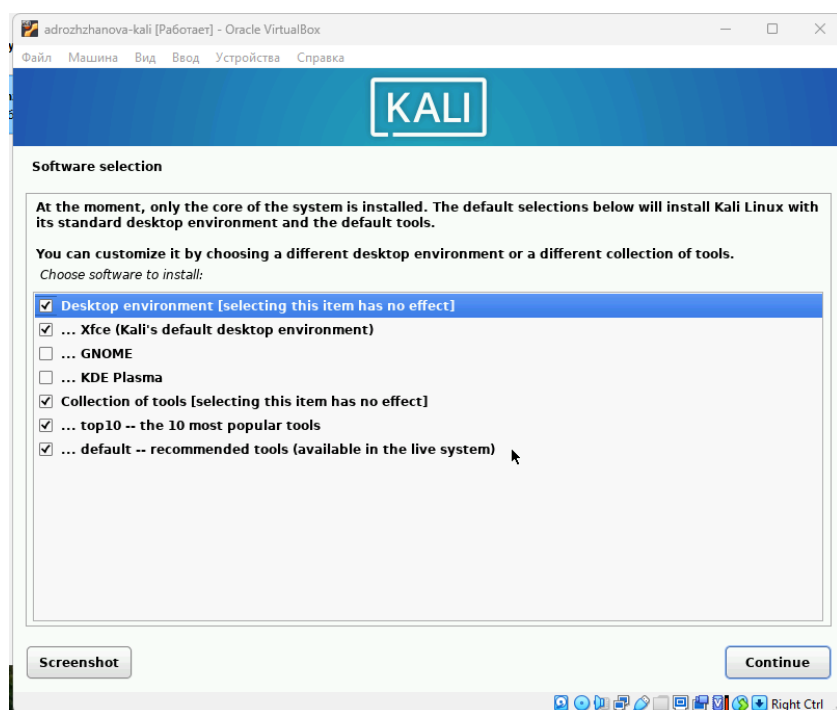 adrozhzhanova-kali [Работает] - Oracle VirtualBox
Файл Машина Вид Ввод Устройства Справка
KALI
Software selection
At the moment, only the core of the system is installed. The default selections below will install Kali Linux with
its standard desktop environment and the default tools.
You can customize it by choosing a different desktop environment or a different collection of tools.
Choose software to install:
Desktop environment [selecting this item has no effect]
... Xfce (Kali's default desktop environment)
... GNOME
... KDE Plasma
Collection of tools [selecting this item has no effect]
... top10 -- the 10 most popular tools
... default -- recommended tools (available in the live system)
Screenshot
Continue
Right Ctrl